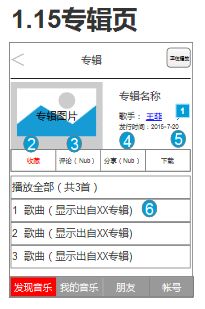 1.15专辑页
专辑
正在播放
专辑图片
专辑名称
歌手：王菲
1
发行时间：2015-7-20
2
3
4
5
收藏
评论（Nub）
分享（Nub）
下载
播放全部（共3首）
1 歌曲（显示出自XX专辑）
6
2 歌曲（显示出自XX专辑）
3 歌曲（显示出自XX专辑）
发现音乐
我的音乐
朋友
帐号